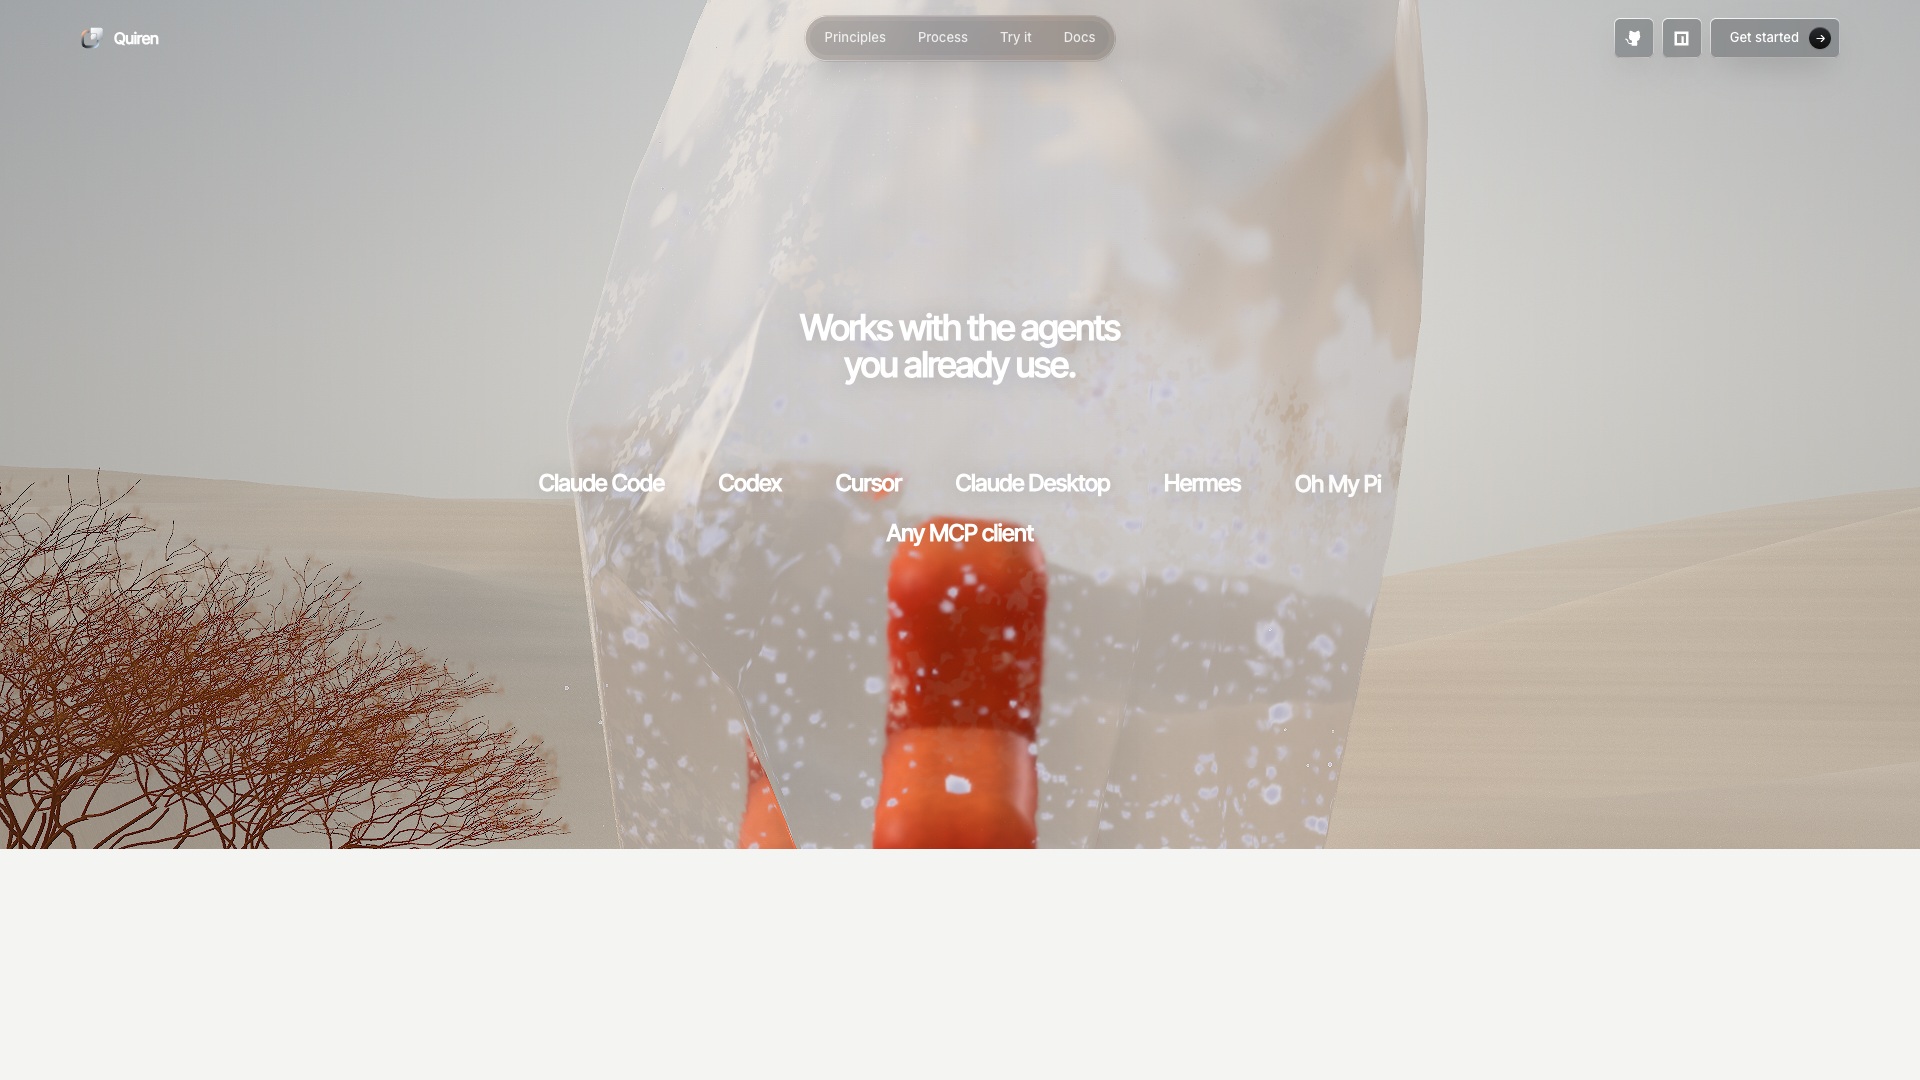 Quiren
Principles
Process
Try it
Docs
Get started
Works with the agents
you already use.
Claude Code
Codex
Cursor
Claude Desktop
Hermes
Oh My Pi
Any MCP client